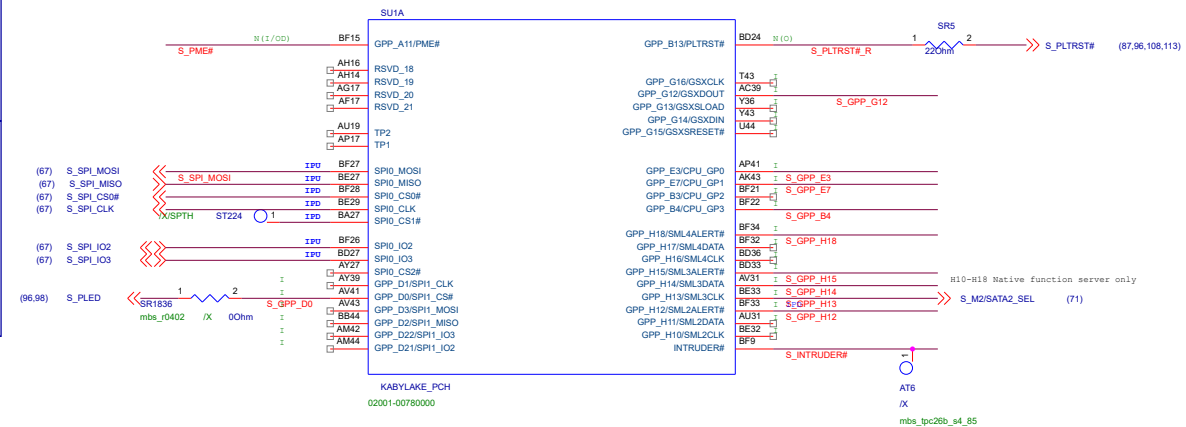 SU1A
N(I/OD) BF15 GPP_A11/PME#
S_PME#
AH16 RSVD_18
AH14 RSVD_19
AG17 RSVD_20
AF17 RSVD_21
AU19 TP2
AP17 TP1
(67) S_SPI_MOSI IPU BF27 SPI0_MOSI
(67) S_SPI_MISO S_SPI_MOSI IPU BE27 SPI0_MISO
(67) S_SPI_CS0# IPD BF28 SPI0_CS0#
(67) S_SPI_CLK IPD BE29 SPI0_CLK
/X/SPTH ST224 1 IPD BA27 SPI0_CS1#
(67) S_SPI_IO2 IPU BF26 SPI0_IO2
(67) S_SPI_IO3 IPU BD27 SPI0_IO3
AY27 SPI0_CS2#
I AY39 GPP_D1/SPI1_CLK
(96,98) S_PLED 1 2 I AV41 GPP_D0/SPI1_CS#
SR1836 S_GPP_D0 AV43 GPP_D3/SPI1_MOSI
mbs_r0402 /X 0Ohm I BB44 GPP_D2/SPI1_MISO
I AM42 GPP_D22/SPI1_IO3
I AM44 GPP_D21/SPI1_IO2
GPP_B13/PLTRST# BD24 N(O) 1 SR5 2 S_PLTRST# (87,96,108,113)
S_PLTRST#_R 22Ohm
GPP_G16/GSXCLK T43 I
GPP_G12/GSXDOUT AC39 I
GPP_G13/GSXSLOAD Y36 I S_GPP_G12
GPP_G14/GSXDIN Y43 I
GPP_G15/GSXSRESET# U44 I
GPP_E3/CPU_GP0 AP41 I
GPP_E7/CPU_GP1 AK43 I S_GPP_E3
GPP_B3/CPU_GP2 BF21 I S_GPP_E7
GPP_B4/CPU_GP3 BF22 I
S_GPP_B4
GPP_H18/SML4ALERT# BF34 I
GPP_H17/SML4DATA BF32 I S_GPP_H18
GPP_H16/SML4CLK BD36 I
GPP_H15/SML3ALERT# BD33 I
GPP_H14/SML3DATA AV31 I S_GPP_H15 H10-H18 Native function server only
GPP_H13/SML3CLK BE33 I S_GPP_H14 S_M2/SATA2_SEL (71)
GPP_H12/SML2ALERT# BF33 S_GPP_H13
GPP_H11/SML2DATA AU31 I S_GPP_H12
GPP_H10/SML2CLK BE32 I
INTRUDER# BF9
S_INTRUDER#
1
AT6
/X
mbs_tpc26b_s4_85
KABYLAKE_PCH
02001-00780000